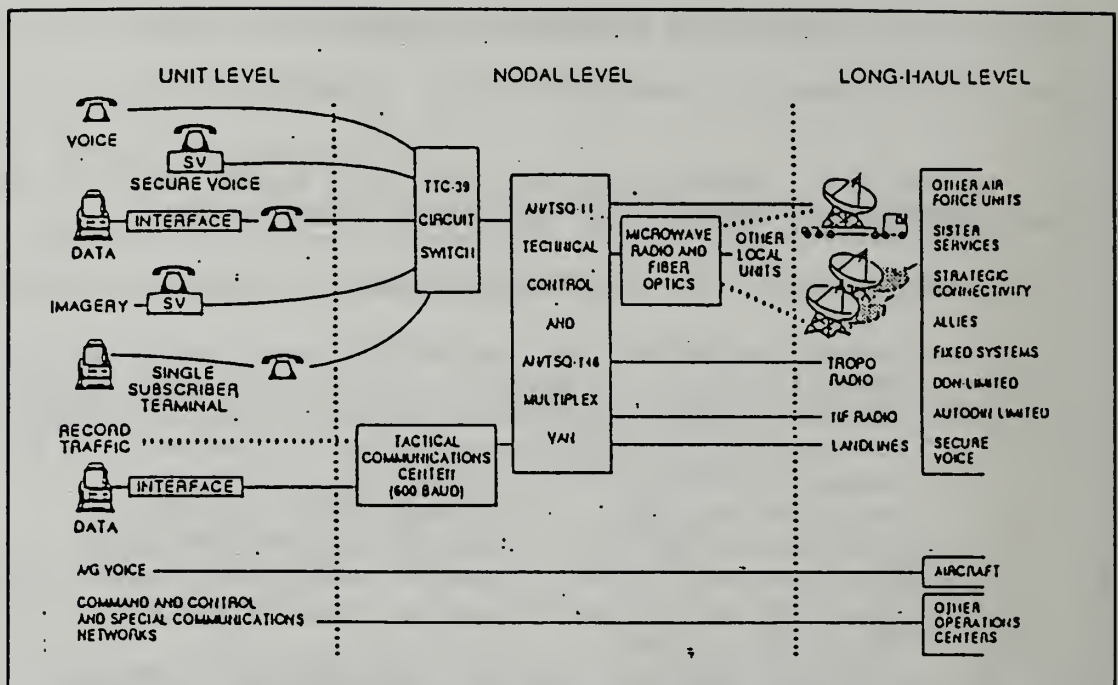 UNIT LEVEL
NODAL LEVEL
LONG-HAUL LEVEL
VOICE
SV
SECURE VOICE
INTERFACE
DATA
IMAGERY
SV
SINGLE
SUBSCRIBER
TERMINAL
RECORD
TRAFFIC
INTERFACE
DATA
A/G VOICE
COMMAND AND CONTROL
AND SPECIAL COMMUNICATIONS
NETWORKS
TTC-39
CIRCUIT
SWITCH
TACTICAL
COMMUNICATIONS
CENTER
(600 BAUD)
TECHNICAL
CONTROL
AND
AN/TSQ-146
MULTIPLEX
VAN
MICROWAVE
RADIO AND
FIBER
OPTICS
OTHER
LOCAL
UNITS
TROPO
RADIO
RADIO
LANDLINES
OTHER AIR
FORCE UNITS
SISTER
SERVICES
STRATEGIC
CONNECTIVITY
ALLIES
FIXED SYSTEMS
DDN-LIMITED
AUTODIN LIMITED
SECURE
VOICE
AIRCRAFT
OTHER
OPERATIONS
CENTERS